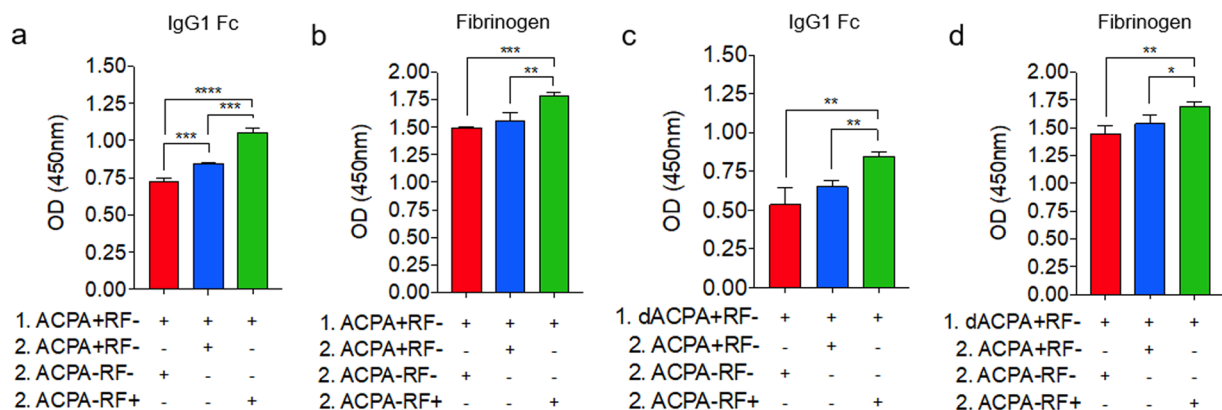 a
IgG1 Fc
OD (450nm)
1.50
1.25
1.00
0.75
0.50
0.25
0.00
****
***
***
1. ACPA+RF- + + +
2. ACPA+RF- - + -
2. ACPA-RF- + - -
2. ACPA-RF+ - - +
b
Fibrinogen
OD (450nm)
2.00
1.75
1.50
1.25
1.00
0.75
0.50
0.25
0.00
***
**
1. ACPA+RF- + + +
2. ACPA+RF- - + -
2. ACPA-RF- + - -
2. ACPA-RF+ - - +
c
IgG1 Fc
OD (450nm)
1.50
1.25
1.00
0.75
0.50
0.25
0.00
**
**
1. dACPA+RF- + + +
2. ACPA+RF- - + -
2. ACPA-RF- + - -
2. ACPA-RF+ - - +
d
Fibrinogen
OD (450nm)
2.00
1.75
1.50
1.25
1.00
0.75
0.50
0.25
0.00
**
*
1. dACPA+RF- + + +
2. ACPA+RF- - + -
2. ACPA-RF- + - -
2. ACPA-RF+ - - +